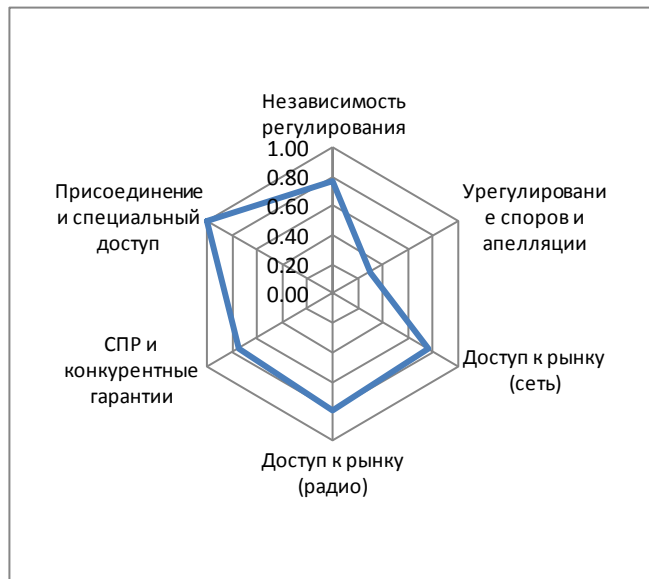 Независимость
регулирования
1.00
0.80
0.60
0.40
0.20
0.00
Урегулировани
е споров и
апелляции
Доступ к рынку
(сеть)
Доступ к рынку
(радио)
СПР и
конкурентные
гарантии
Присоединение
и специальный
доступ